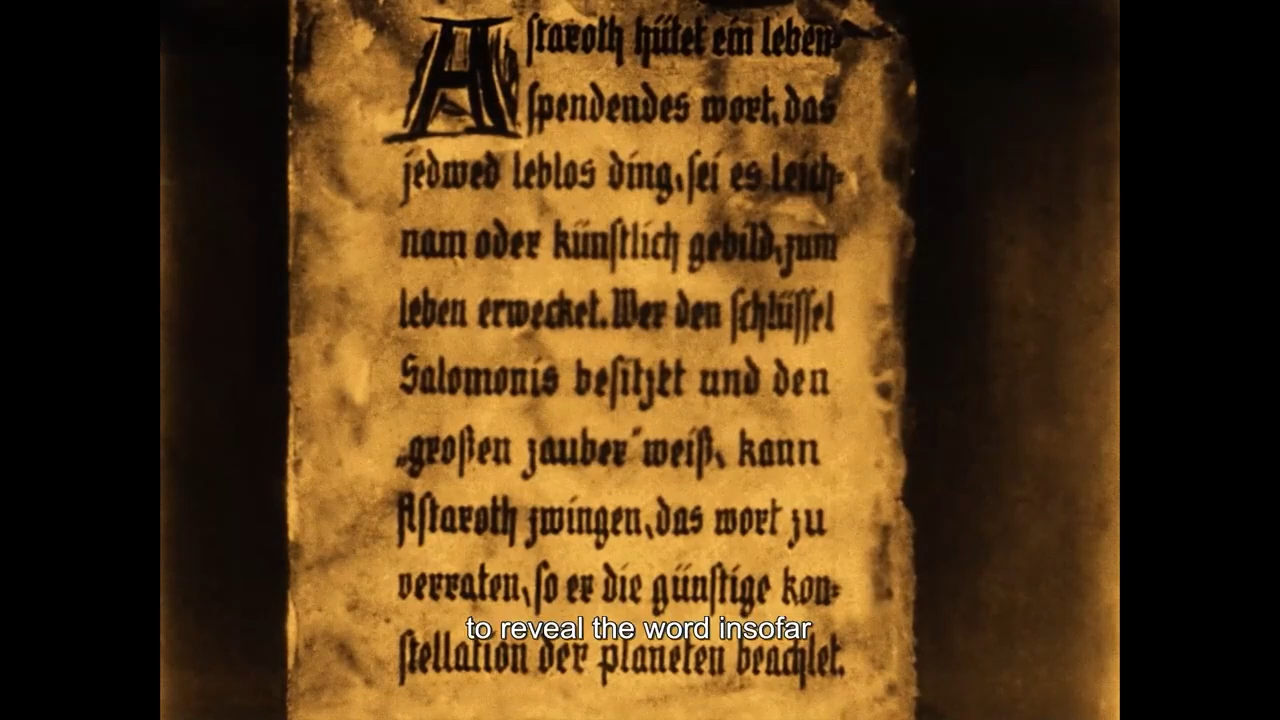 Astaroth hütet ein leben-
spendendes wort, das
jedwed leblos ding, sei es leich-
nam oder künstlich gebild, zum
leben erwecket. Wer den schlüssel
Salomonis besitzt und den
„großen zauber" weiß, kann
Astaroth zwingen, das wort zu
verraten, so er die günstige kon-
to reveal the word insofar
stellation der planeten beachtet.